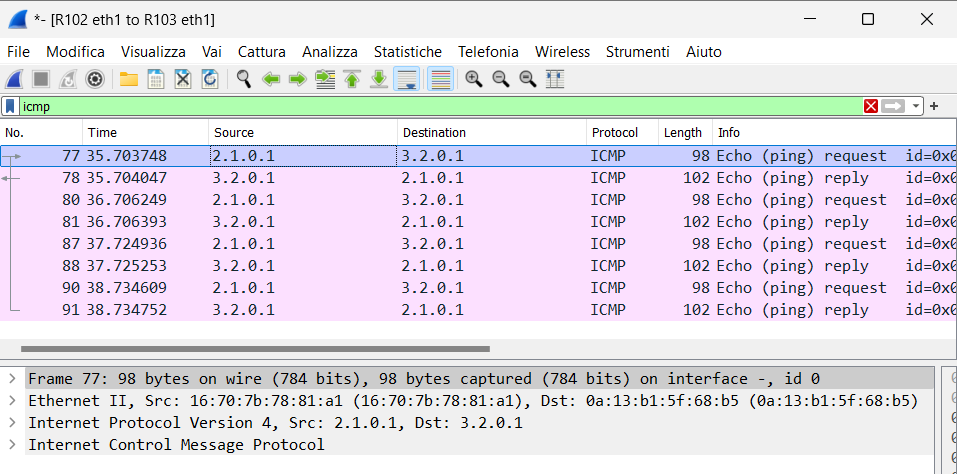 *- [R102 eth1 to R103 eth1]
File Modifica Visualizza Vai Cattura Analizza Statistiche Telefonia Wireless Strumenti Aiuto
icmp
No. Time Source Destination Protocol Length Info
77 35.703748 2.1.0.1 3.2.0.1 ICMP 98 Echo (ping) request id=0x0
78 35.704047 3.2.0.1 2.1.0.1 ICMP 102 Echo (ping) reply id=0x0
80 36.706249 2.1.0.1 3.2.0.1 ICMP 98 Echo (ping) request id=0x0
81 36.706393 3.2.0.1 2.1.0.1 ICMP 102 Echo (ping) reply id=0x0
87 37.724936 2.1.0.1 3.2.0.1 ICMP 98 Echo (ping) request id=0x0
88 37.725253 3.2.0.1 2.1.0.1 ICMP 102 Echo (ping) reply id=0x0
90 38.734609 2.1.0.1 3.2.0.1 ICMP 98 Echo (ping) request id=0x0
91 38.734752 3.2.0.1 2.1.0.1 ICMP 102 Echo (ping) reply id=0x0
Frame 77: 98 bytes on wire (784 bits), 98 bytes captured (784 bits) on interface -, id 0
Ethernet II, Src: 16:70:7b:78:81:a1 (16:70:7b:78:81:a1), Dst: 0a:13:b1:5f:68:b5 (0a:13:b1:5f:68:b5)
Internet Protocol Version 4, Src: 2.1.0.1, Dst: 3.2.0.1
Internet Control Message Protocol